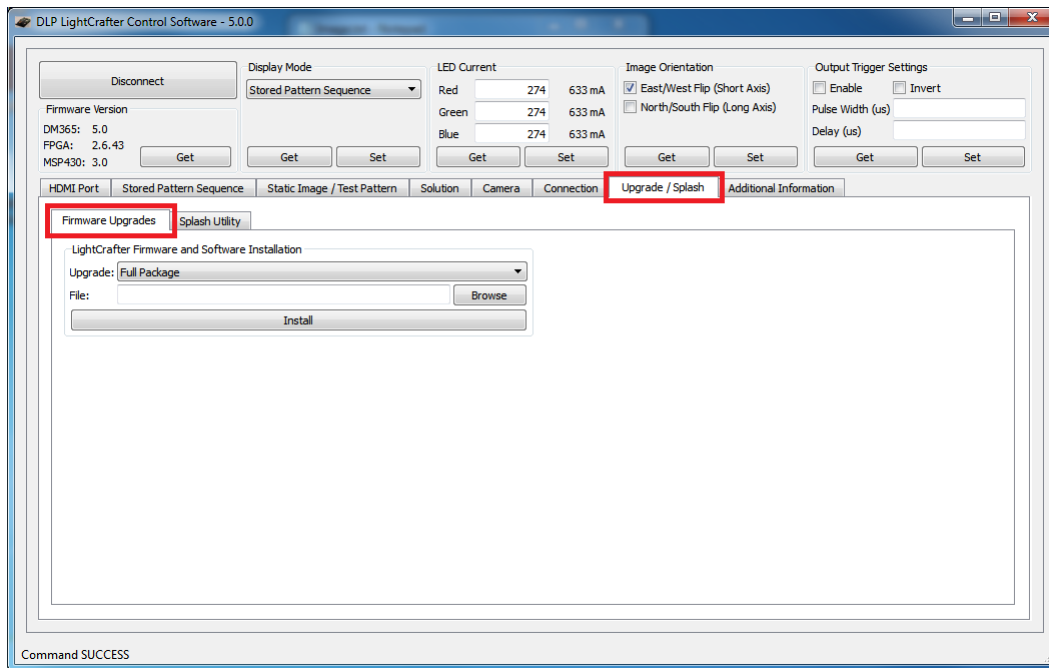 DLP LightCrafter Control Software - 5.0.0
Disconnect
Firmware Version
DM365: 5.0
FPGA: 2.6.43
MSP430: 3.0
Get
Display Mode
Stored Pattern Sequence
Get Set
LED Current
Red 274 633 mA
Green 274 633 mA
Blue 274 633 mA
Get Set
Image Orientation
East/West Flip (Short Axis)
North/South Flip (Long Axis)
Get Set
Output Trigger Settings
Enable Invert
Pulse Width (us)
Delay (us)
Get Set
HDMI Port Stored Pattern Sequence Static Image / Test Pattern Solution Camera Connection Upgrade / Splash Additional Information
Firmware Upgrades Splash Utility
LightCrafter Firmware and Software Installation
Upgrade: Full Package
File: Browse
Install
Command SUCCESS